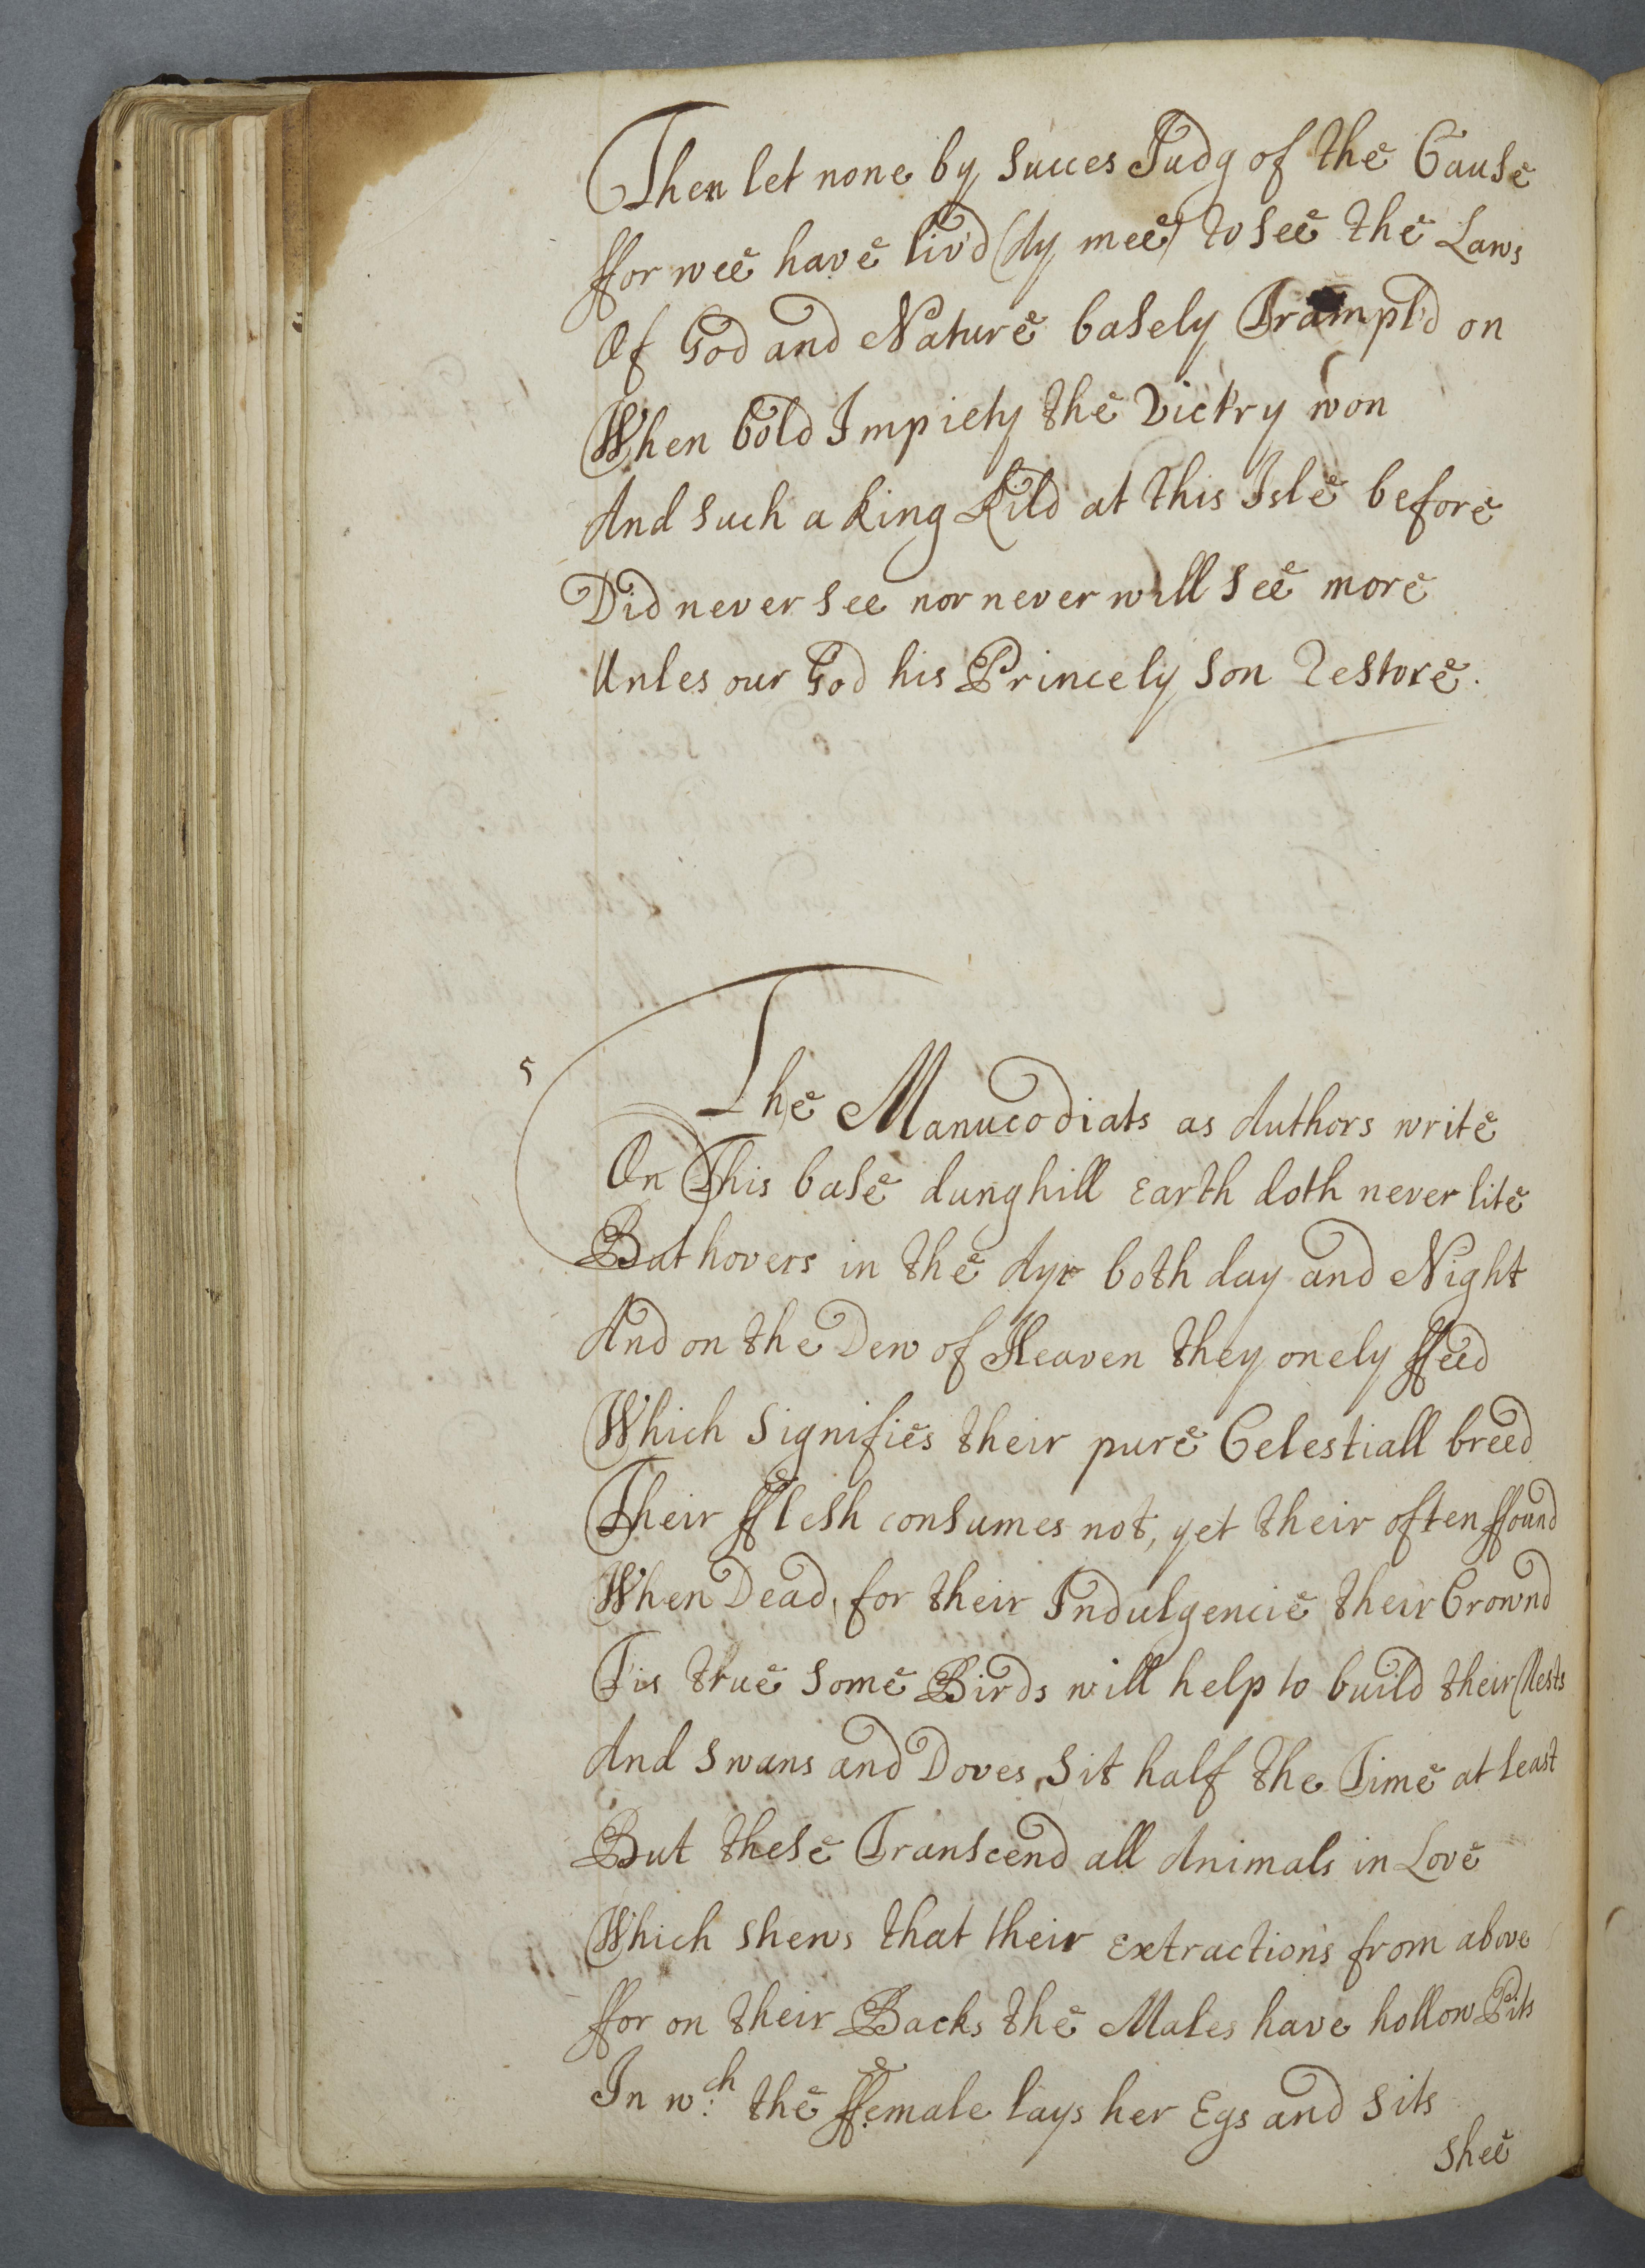 Then let none by Succes Judg of the Cause
ffor wee have liv'd (Ay mee) to see the Laws
Of God and Nature basely Trampl'd on
When bold Impiety the Vict'ry won
And such a King Kild at this Isle before
Did never see nor never will see more
Unles our God his Princely Son Restore.
5
The Manucodiats as Authors write
On This base dunghill Earth doth never lite
But hovers in the Ayr both day and Night
And on the Dew of Heaven they onely ffeed
Which Signifies their pure Celestiall breed
Their fflesh consumes not, yet their often ffound
When Dead, for their Indulgencie their Crownd
Tis true some Birds will help to build their Nests
And Swans and Doves Sit half the Time at least
But these Transcend all Animals in Love
Which shews that their extraction's from above
ffor on their Backs the Males have hollow Pits
In wch: the ffemale lays her Egs and Sits
Shee